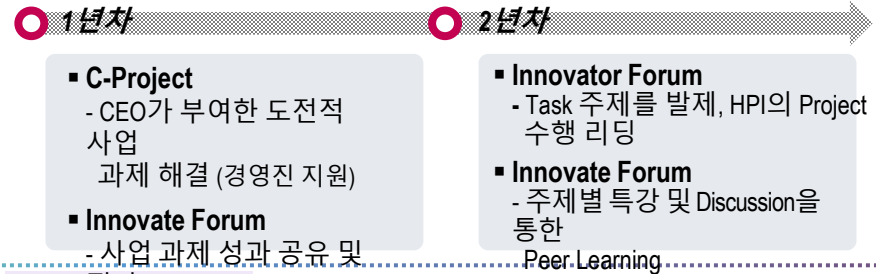 1년차
■ C-Project
- CEO가 부여한 도전적
사업
과제 해결 (경영진 지원)
■ Innovate Forum
- 사업 과제 성과 공유 및
2년차
■ Innovator Forum
- Task 주제를 발제, HPI의 Project
수행 리딩
■ Innovate Forum
- 주제별 특강 및 Discussion을
통한
Peer Learning